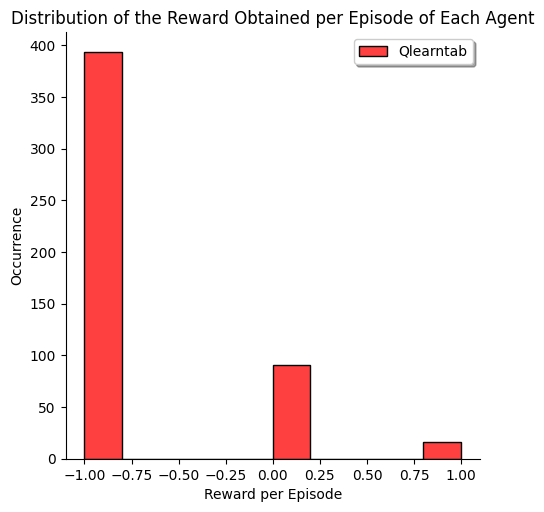 Distribution of the Reward Obtained per Episode of Each Agent
Qlearntab
400
350
300
250
200
150
100
50
0
Occurrence
−1.00 −0.75 −0.50 −0.25 0.00 0.25 0.50 0.75 1.00
Reward per Episode